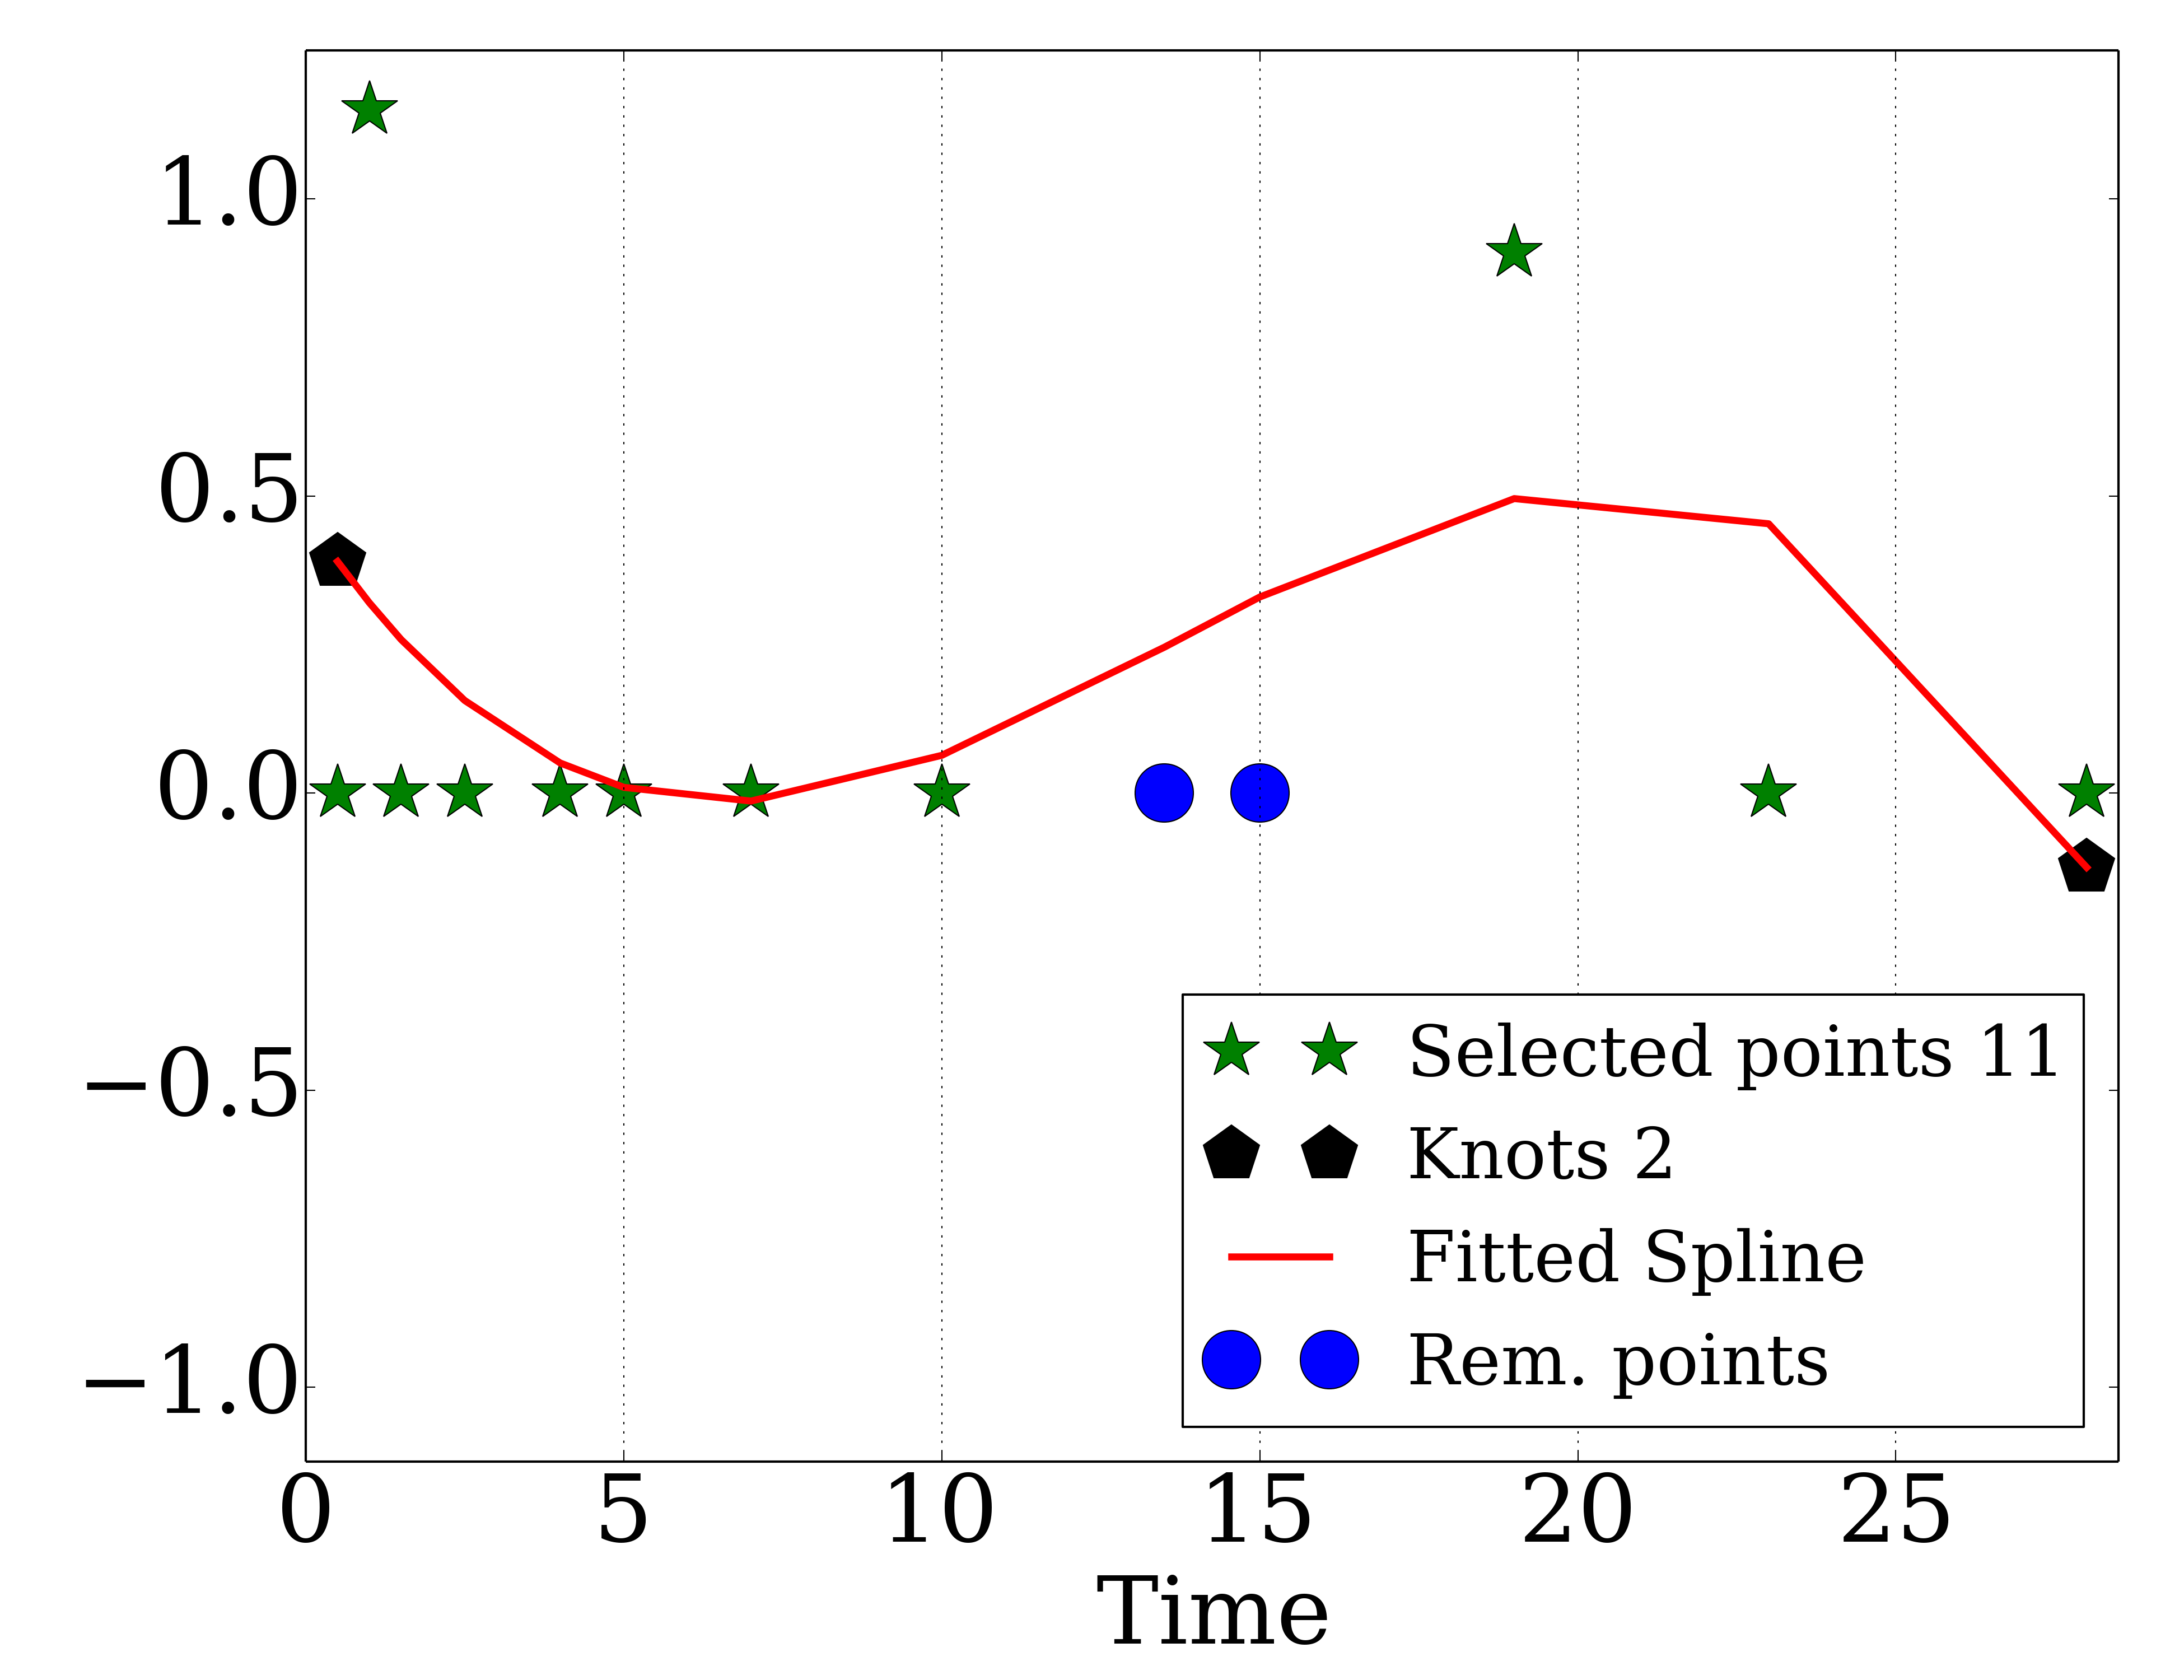 1.0
0.5
0.0
−0.5
−1.0
0 5 10 15 20 25
Time
Selected points 11
Knots 2
Fitted Spline
Rem. points